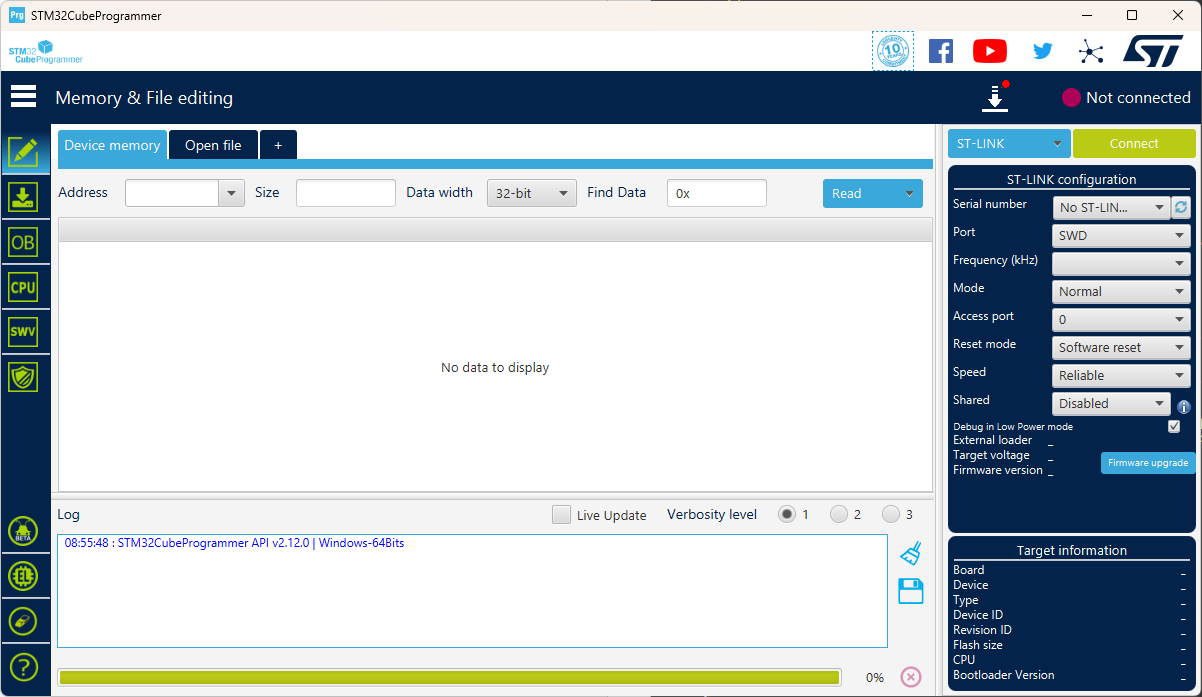 Prg STM32CubeProgrammer
STM32
CubeProgrammer
10
YEARS
ST
Memory & File editing
Not connected
Device memory Open file +
ST-LINK Connect
Address Size Data width 32-bit Find Data 0x Read
ST-LINK configuration
Serial number No ST-LIN...
Port SWD
Frequency (kHz)
Mode Normal
Access port 0
Reset mode Software reset
Speed Reliable
Shared Disabled
Debug in Low Power mode
External loader _
Target voltage _
Firmware version _
Firmware upgrade
OB
CPU
SWV
No data to display
Log Live Update Verbosity level 1 2 3
08:55:48 : STM32CubeProgrammer API v2.12.0 | Windows-64Bits
BETA
EL
?
0%
Target information
Board _
Device _
Type _
Device ID _
Revision ID _
Flash size _
CPU _
Bootloader Version _